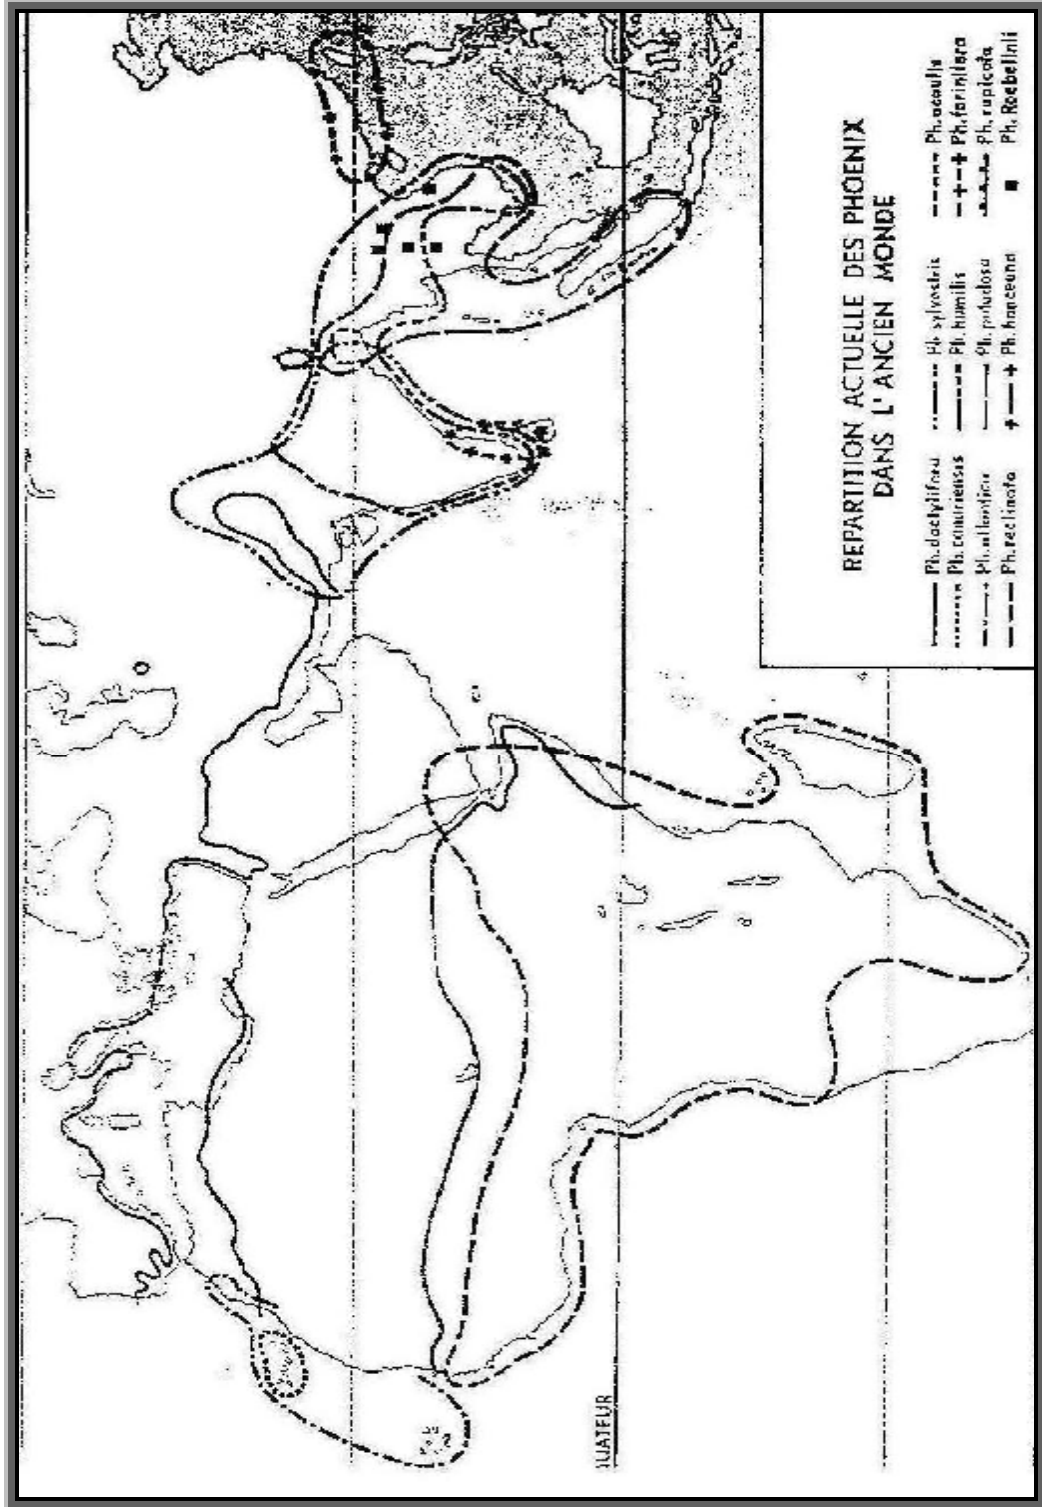 REPARTITION ACTUELLE DES PHOENIX
DANS L'ANCIEN MONDE
Ph. dactylifera Ph. sylvestris Ph. acaulis
Ph. canariensis Ph. humilis Ph. farinifera
Ph. atlantica Ph. paludosa Ph. rupicola
Ph. reclinata Ph. hanceana Ph. Roebelinii
QUATEUR